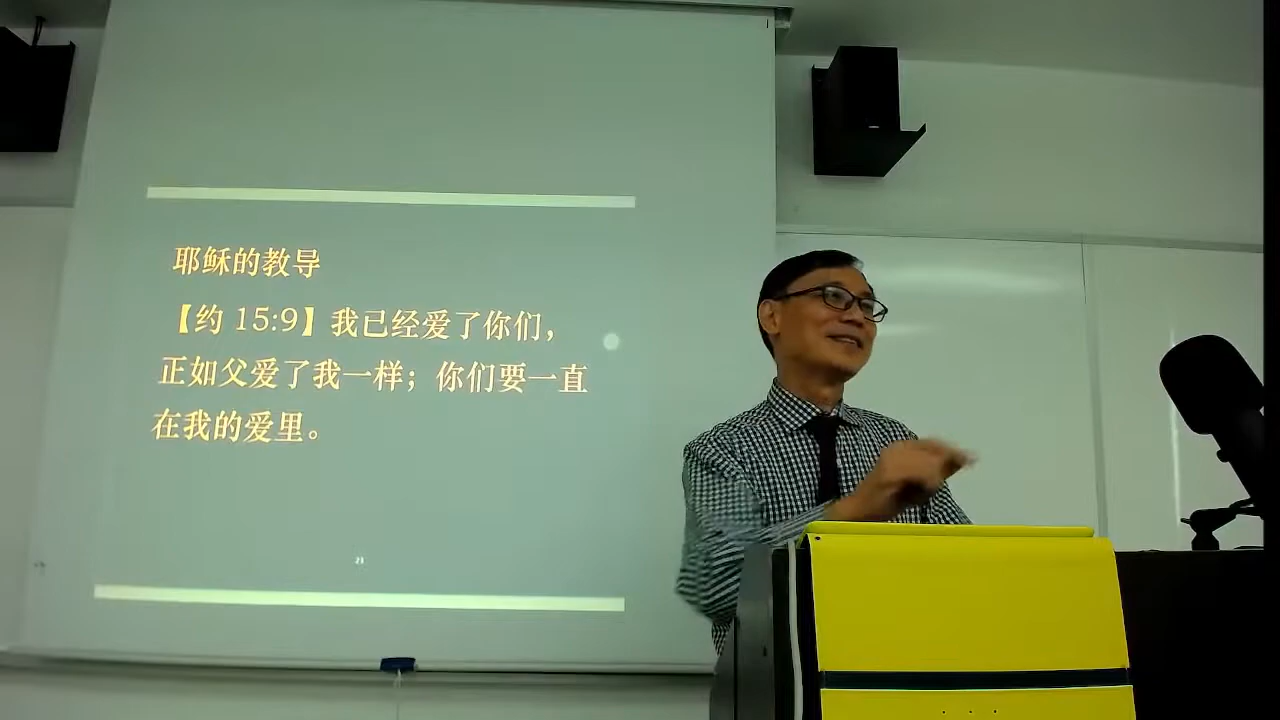 耶稣的教导
【约 15:9】我已经爱了你们，
正如父爱了我一样；你们要一直
在我的爱里。
21